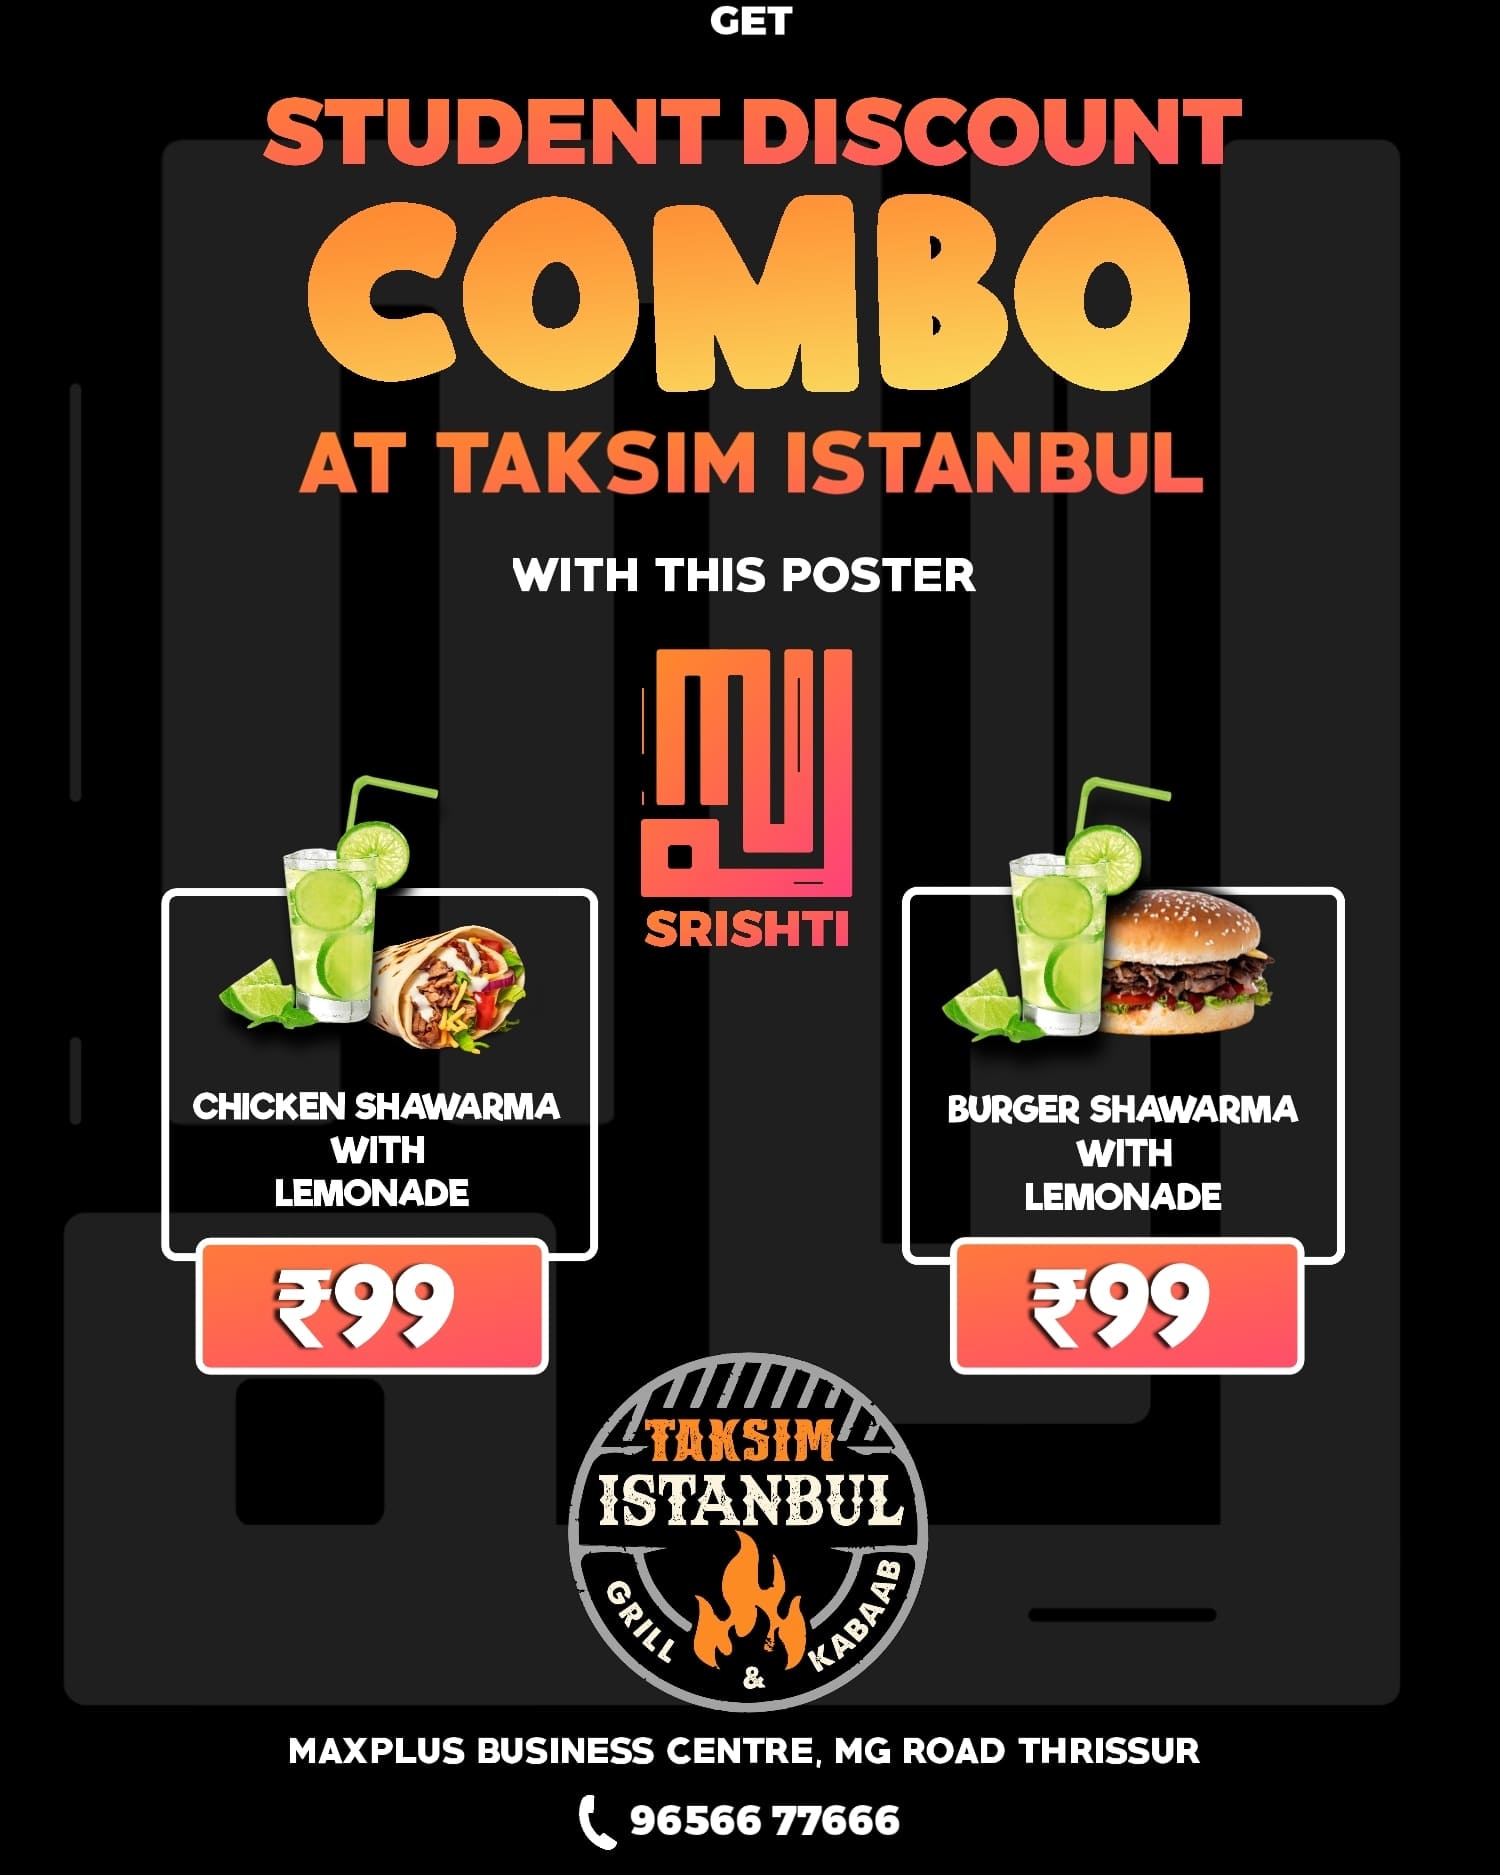 GET
STUDENT DISCOUNT
COMBO
AT TAKSIM ISTANBUL
WITH THIS POSTER
SRISHTI
CHICKEN SHAWARMA
WITH
LEMONADE
₹99
BURGER SHAWARMA
WITH
LEMONADE
₹99
TAKSIM
ISTANBUL
GRILL & KABAAB
MAXPLUS BUSINESS CENTRE, MG ROAD THRISSUR
96566 77666